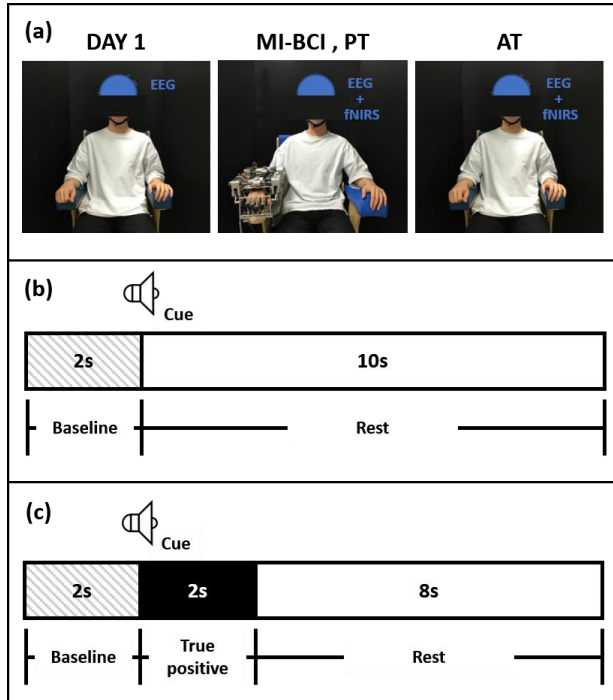 (a)
DAY 1
MI-BCI , PT
AT
EEG
EEG
+
fNIRS
EEG
+
fNIRS
(b)
Cue
2s
10s
Baseline
Rest
(c)
Cue
2s
2s
8s
Baseline
True
positive
Rest